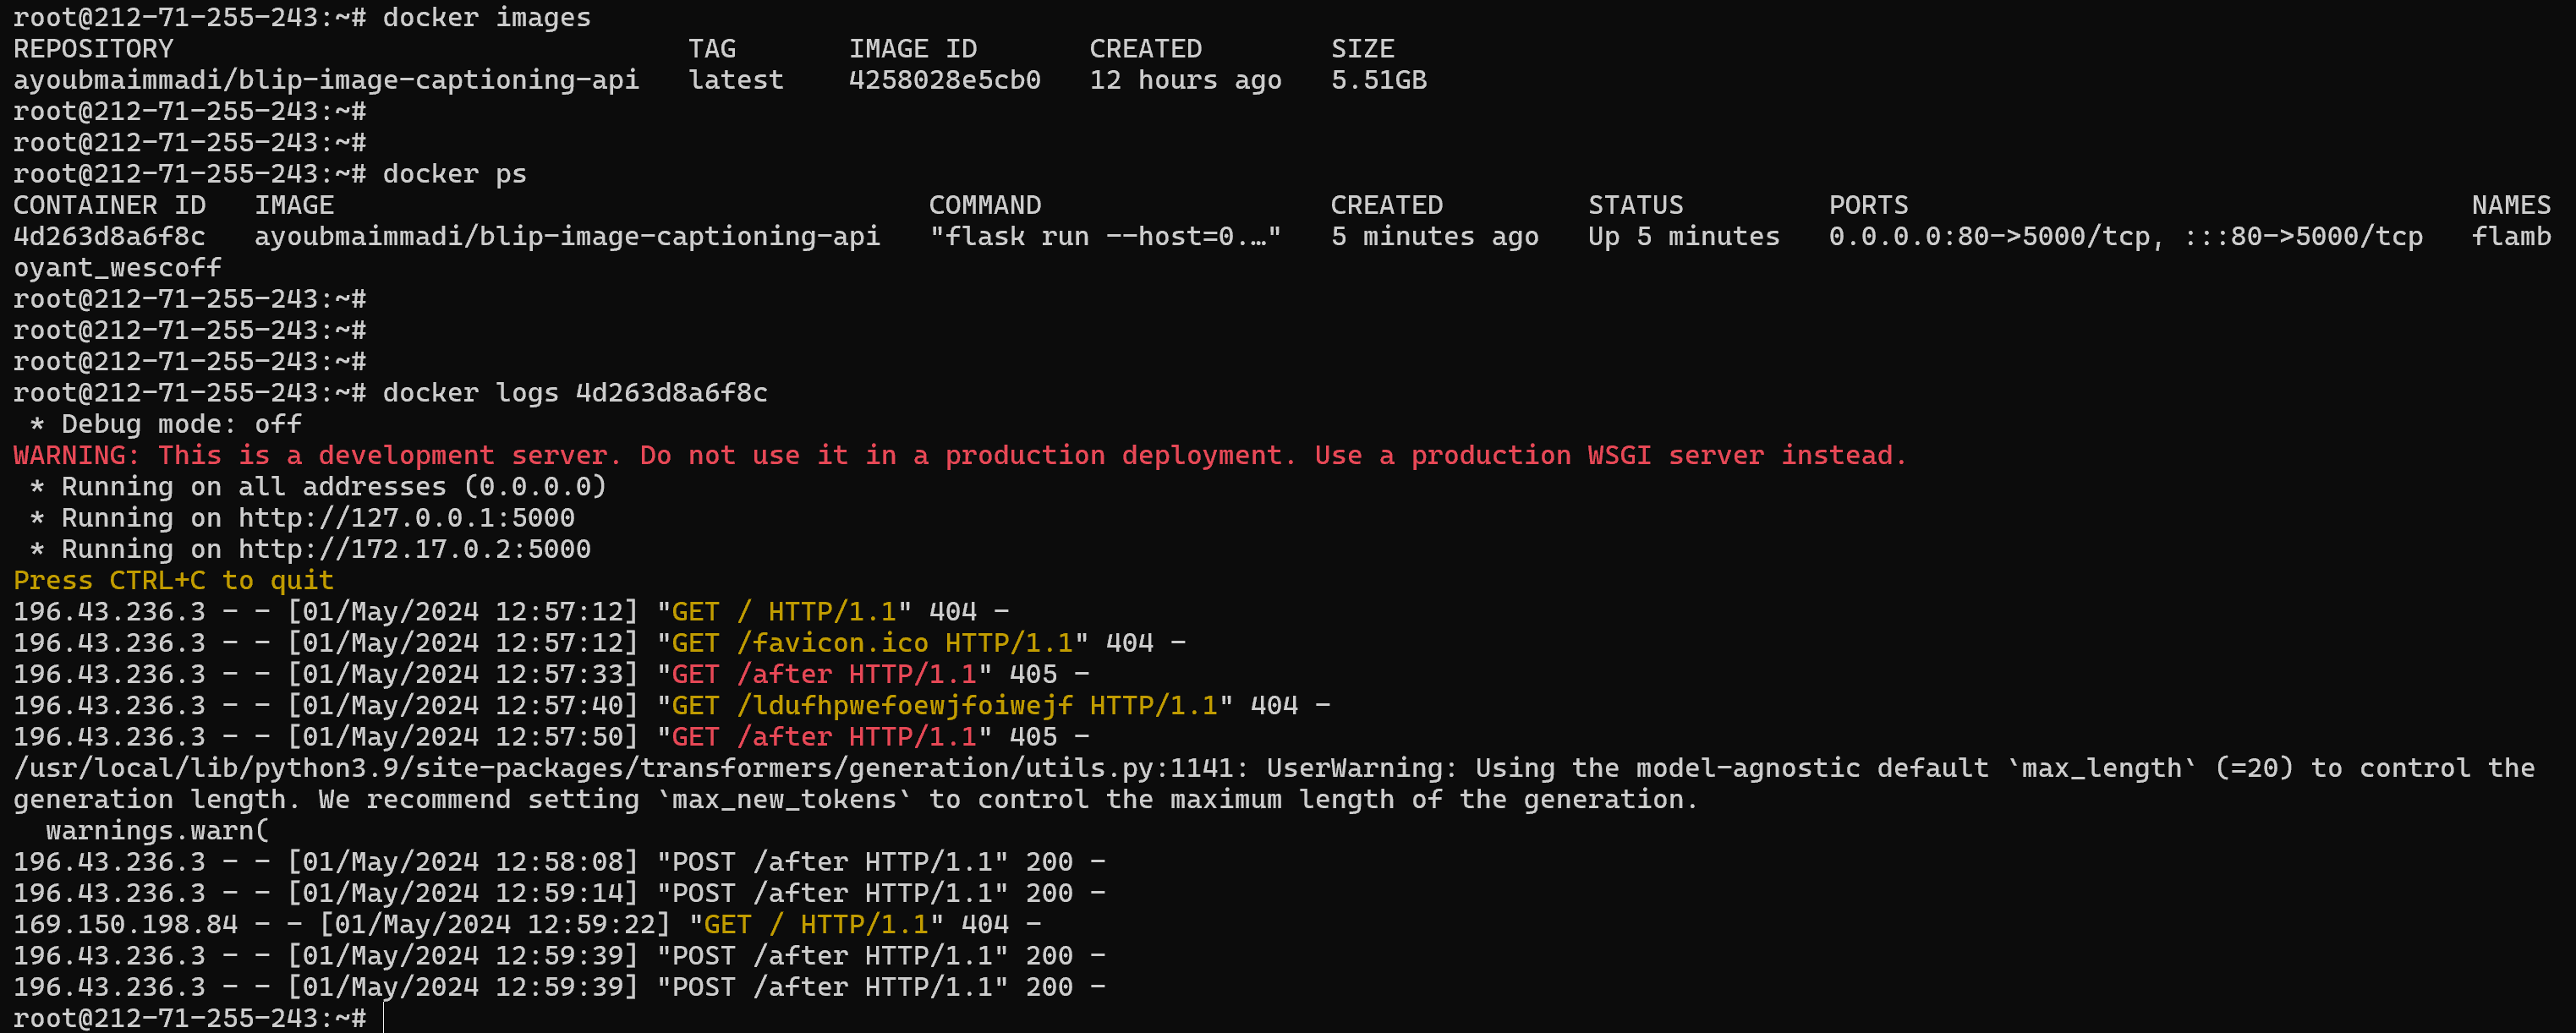 root@212-71-255-243:~# docker images
REPOSITORY                                TAG       IMAGE ID       CREATED        SIZE
ayoubmaimmadi/blip-image-captioning-api   latest    4258028e5cb0   12 hours ago   5.51GB
root@212-71-255-243:~#
root@212-71-255-243:~#
root@212-71-255-243:~# docker ps
CONTAINER ID   IMAGE                                     COMMAND                  CREATED         STATUS         PORTS                                   NAMES
4d263d8a6f8c   ayoubmaimmadi/blip-image-captioning-api   "flask run --host=0.…"   5 minutes ago   Up 5 minutes   0.0.0.0:80->5000/tcp, :::80->5000/tcp   flamb
oyant_wescoff
root@212-71-255-243:~#
root@212-71-255-243:~#
root@212-71-255-243:~#
root@212-71-255-243:~# docker logs 4d263d8a6f8c
 * Debug mode: off
WARNING: This is a development server. Do not use it in a production deployment. Use a production WSGI server instead.
 * Running on all addresses (0.0.0.0)
 * Running on http://127.0.0.1:5000
 * Running on http://172.17.0.2:5000
Press CTRL+C to quit
196.43.236.3 - - [01/May/2024 12:57:12] "GET / HTTP/1.1" 404 -
196.43.236.3 - - [01/May/2024 12:57:12] "GET /favicon.ico HTTP/1.1" 404 -
196.43.236.3 - - [01/May/2024 12:57:33] "GET /after HTTP/1.1" 405 -
196.43.236.3 - - [01/May/2024 12:57:40] "GET /ldufhpwefoewjfoiwejf HTTP/1.1" 404 -
196.43.236.3 - - [01/May/2024 12:57:50] "GET /after HTTP/1.1" 405 -
/usr/local/lib/python3.9/site-packages/transformers/generation/utils.py:1141: UserWarning: Using the model-agnostic default `max_length` (=20) to control the
generation length. We recommend setting `max_new_tokens` to control the maximum length of the generation.
  warnings.warn(
196.43.236.3 - - [01/May/2024 12:58:08] "POST /after HTTP/1.1" 200 -
196.43.236.3 - - [01/May/2024 12:59:14] "POST /after HTTP/1.1" 200 -
169.150.198.84 - - [01/May/2024 12:59:22] "GET / HTTP/1.1" 404 -
196.43.236.3 - - [01/May/2024 12:59:39] "POST /after HTTP/1.1" 200 -
196.43.236.3 - - [01/May/2024 12:59:39] "POST /after HTTP/1.1" 200 -
root@212-71-255-243:~#